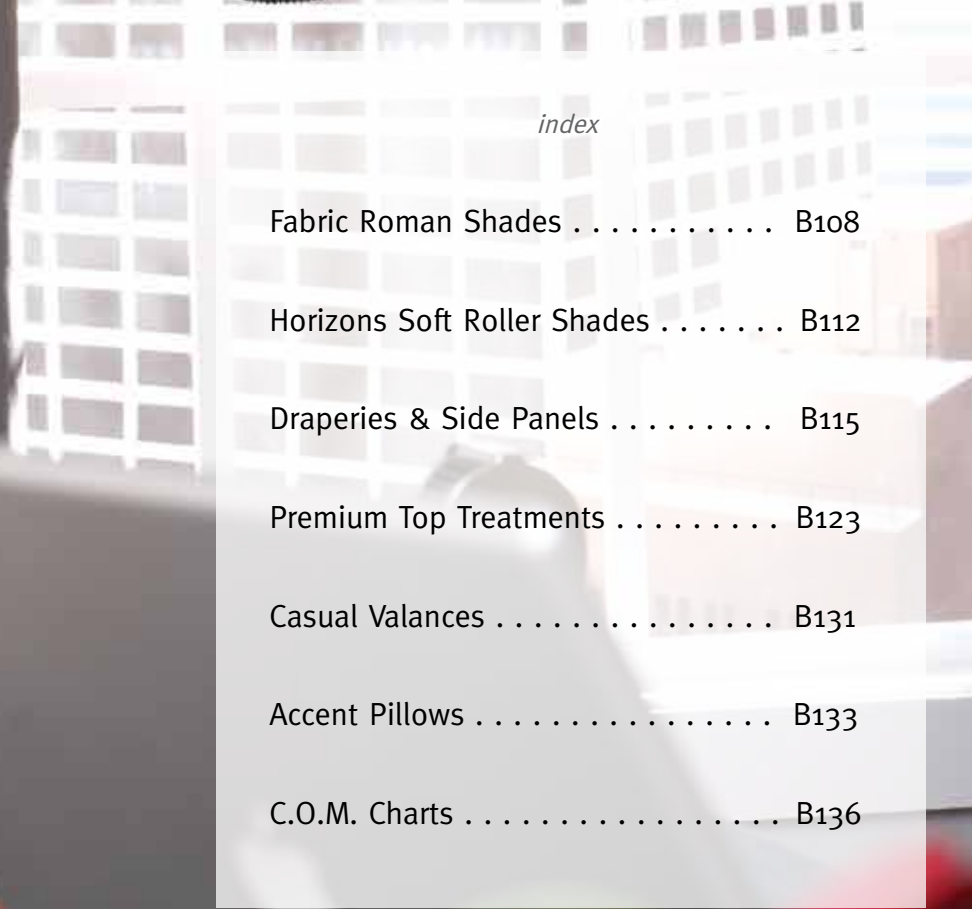 index
Fabric Roman Shades . . . . . . . . . . . B108
Horizons Soft Roller Shades . . . . . . . B112
Draperies & Side Panels . . . . . . . . . B115
Premium Top Treatments . . . . . . . . . B123
Casual Valances . . . . . . . . . . . . . . . B131
Accent Pillows . . . . . . . . . . . . . . . . B133
C.O.M. Charts . . . . . . . . . . . . . . . . . B136